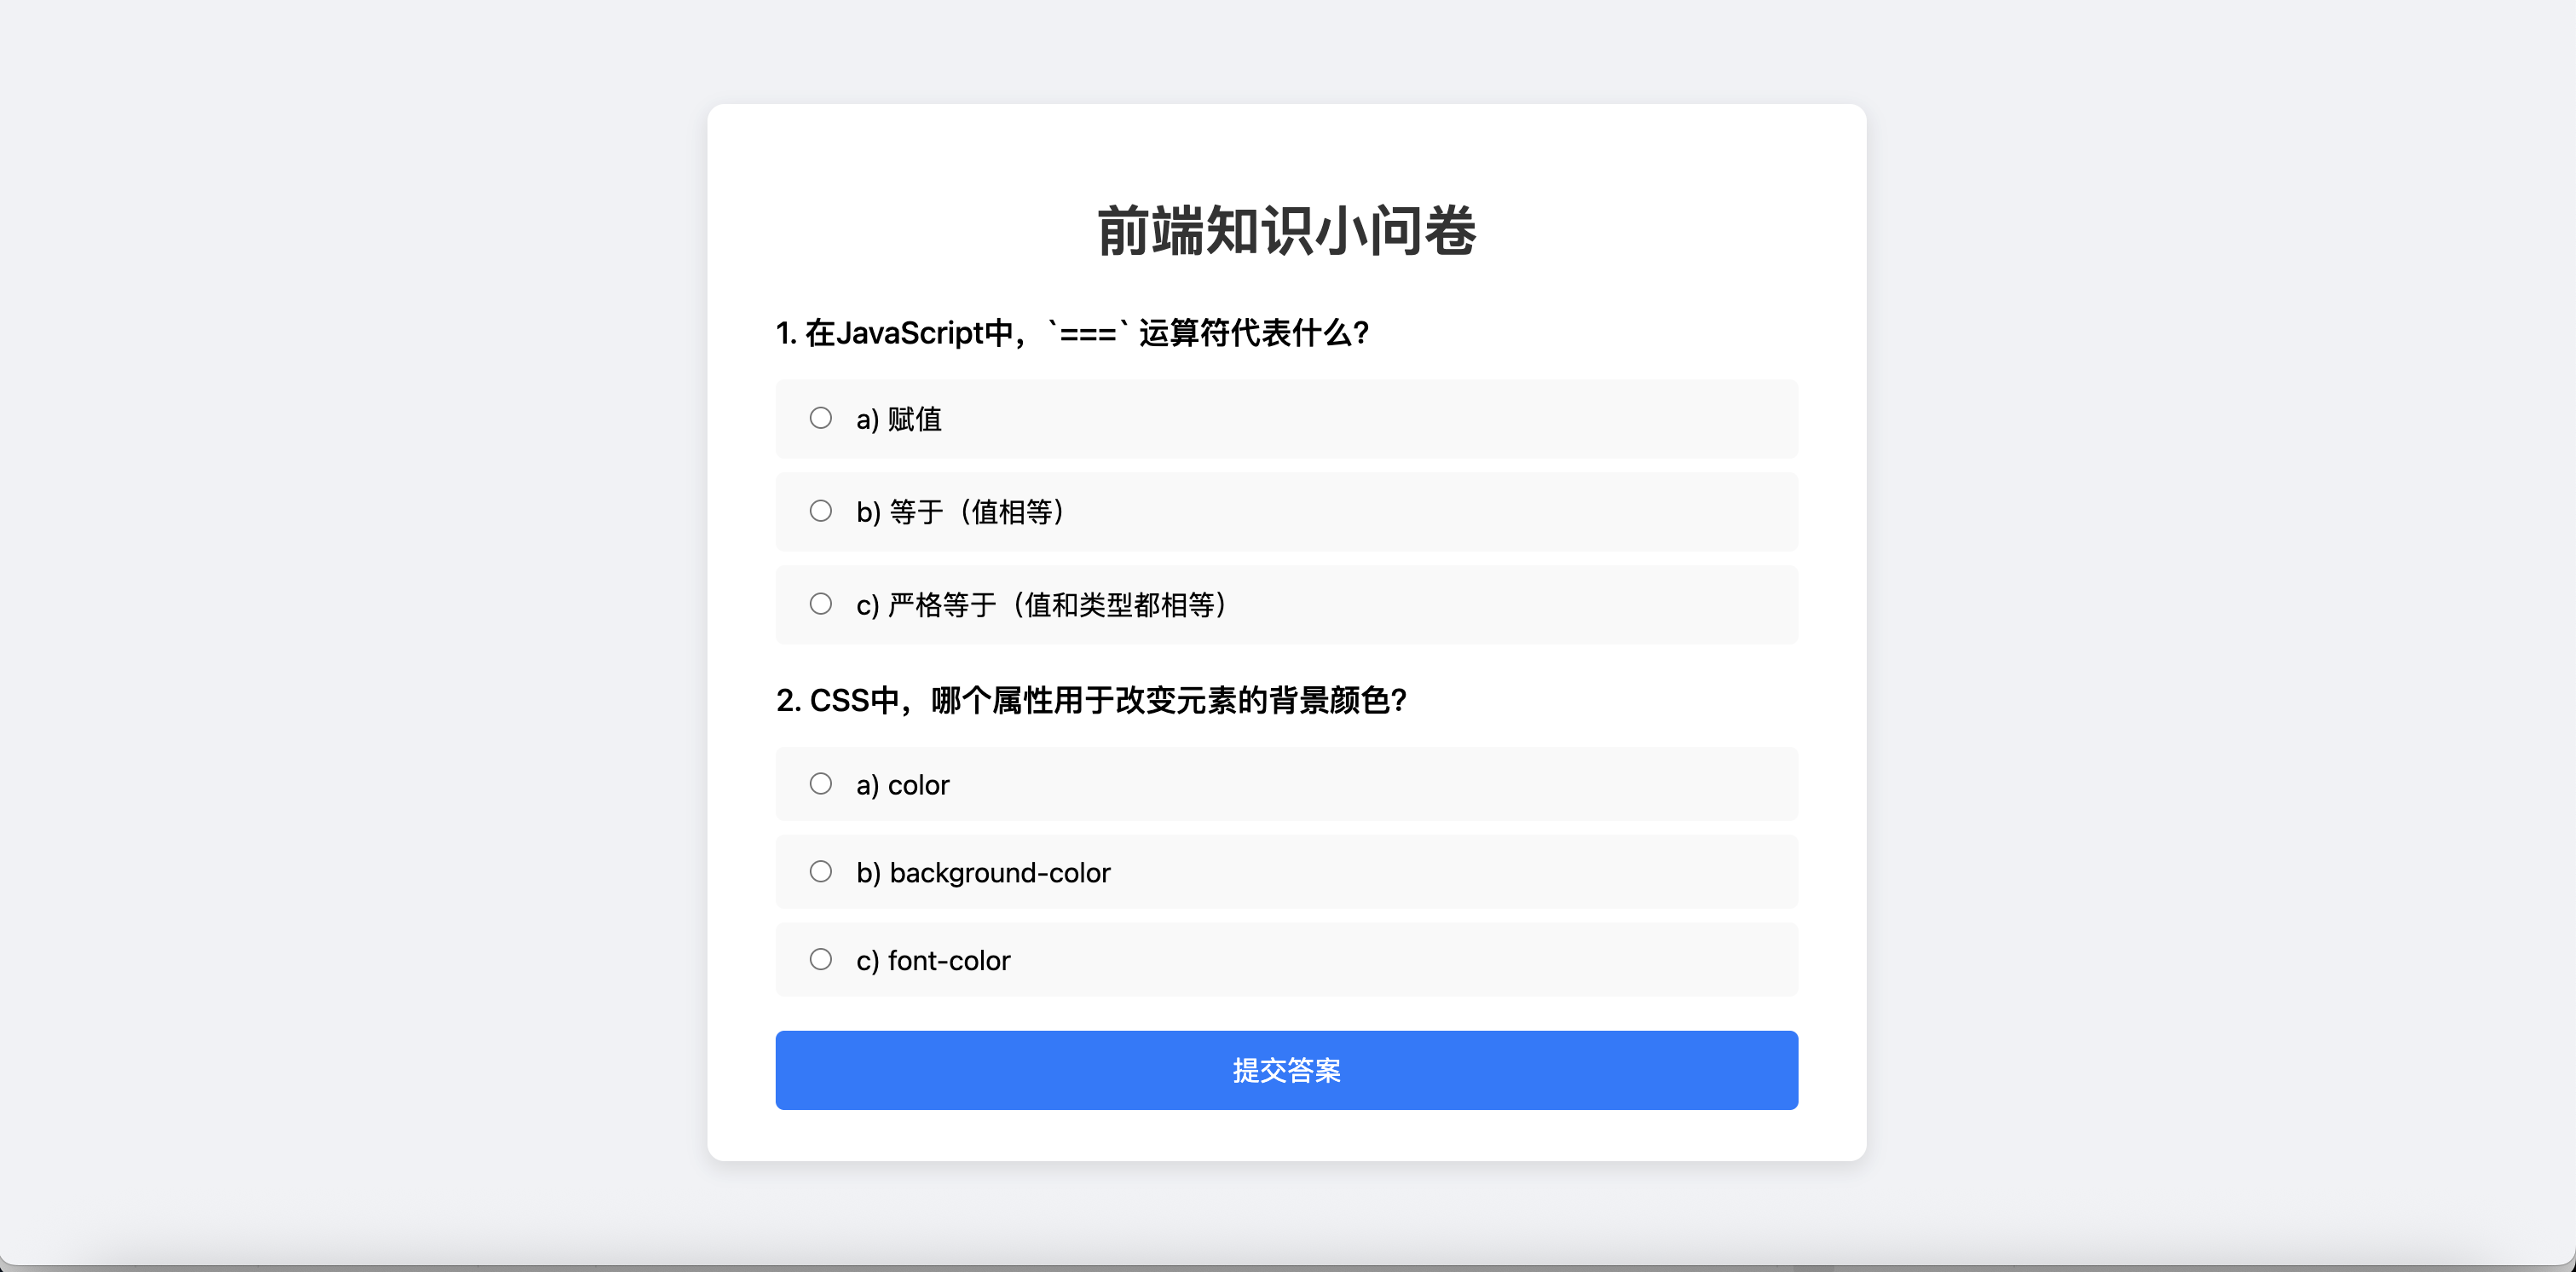 前端知识小问卷
1. 在JavaScript中，`===` 运算符代表什么?
a) 赋值
b) 等于（值相等）
c) 严格等于（值和类型都相等）
2. CSS中，哪个属性用于改变元素的背景颜色?
a) color
b) background-color
c) font-color
提交答案